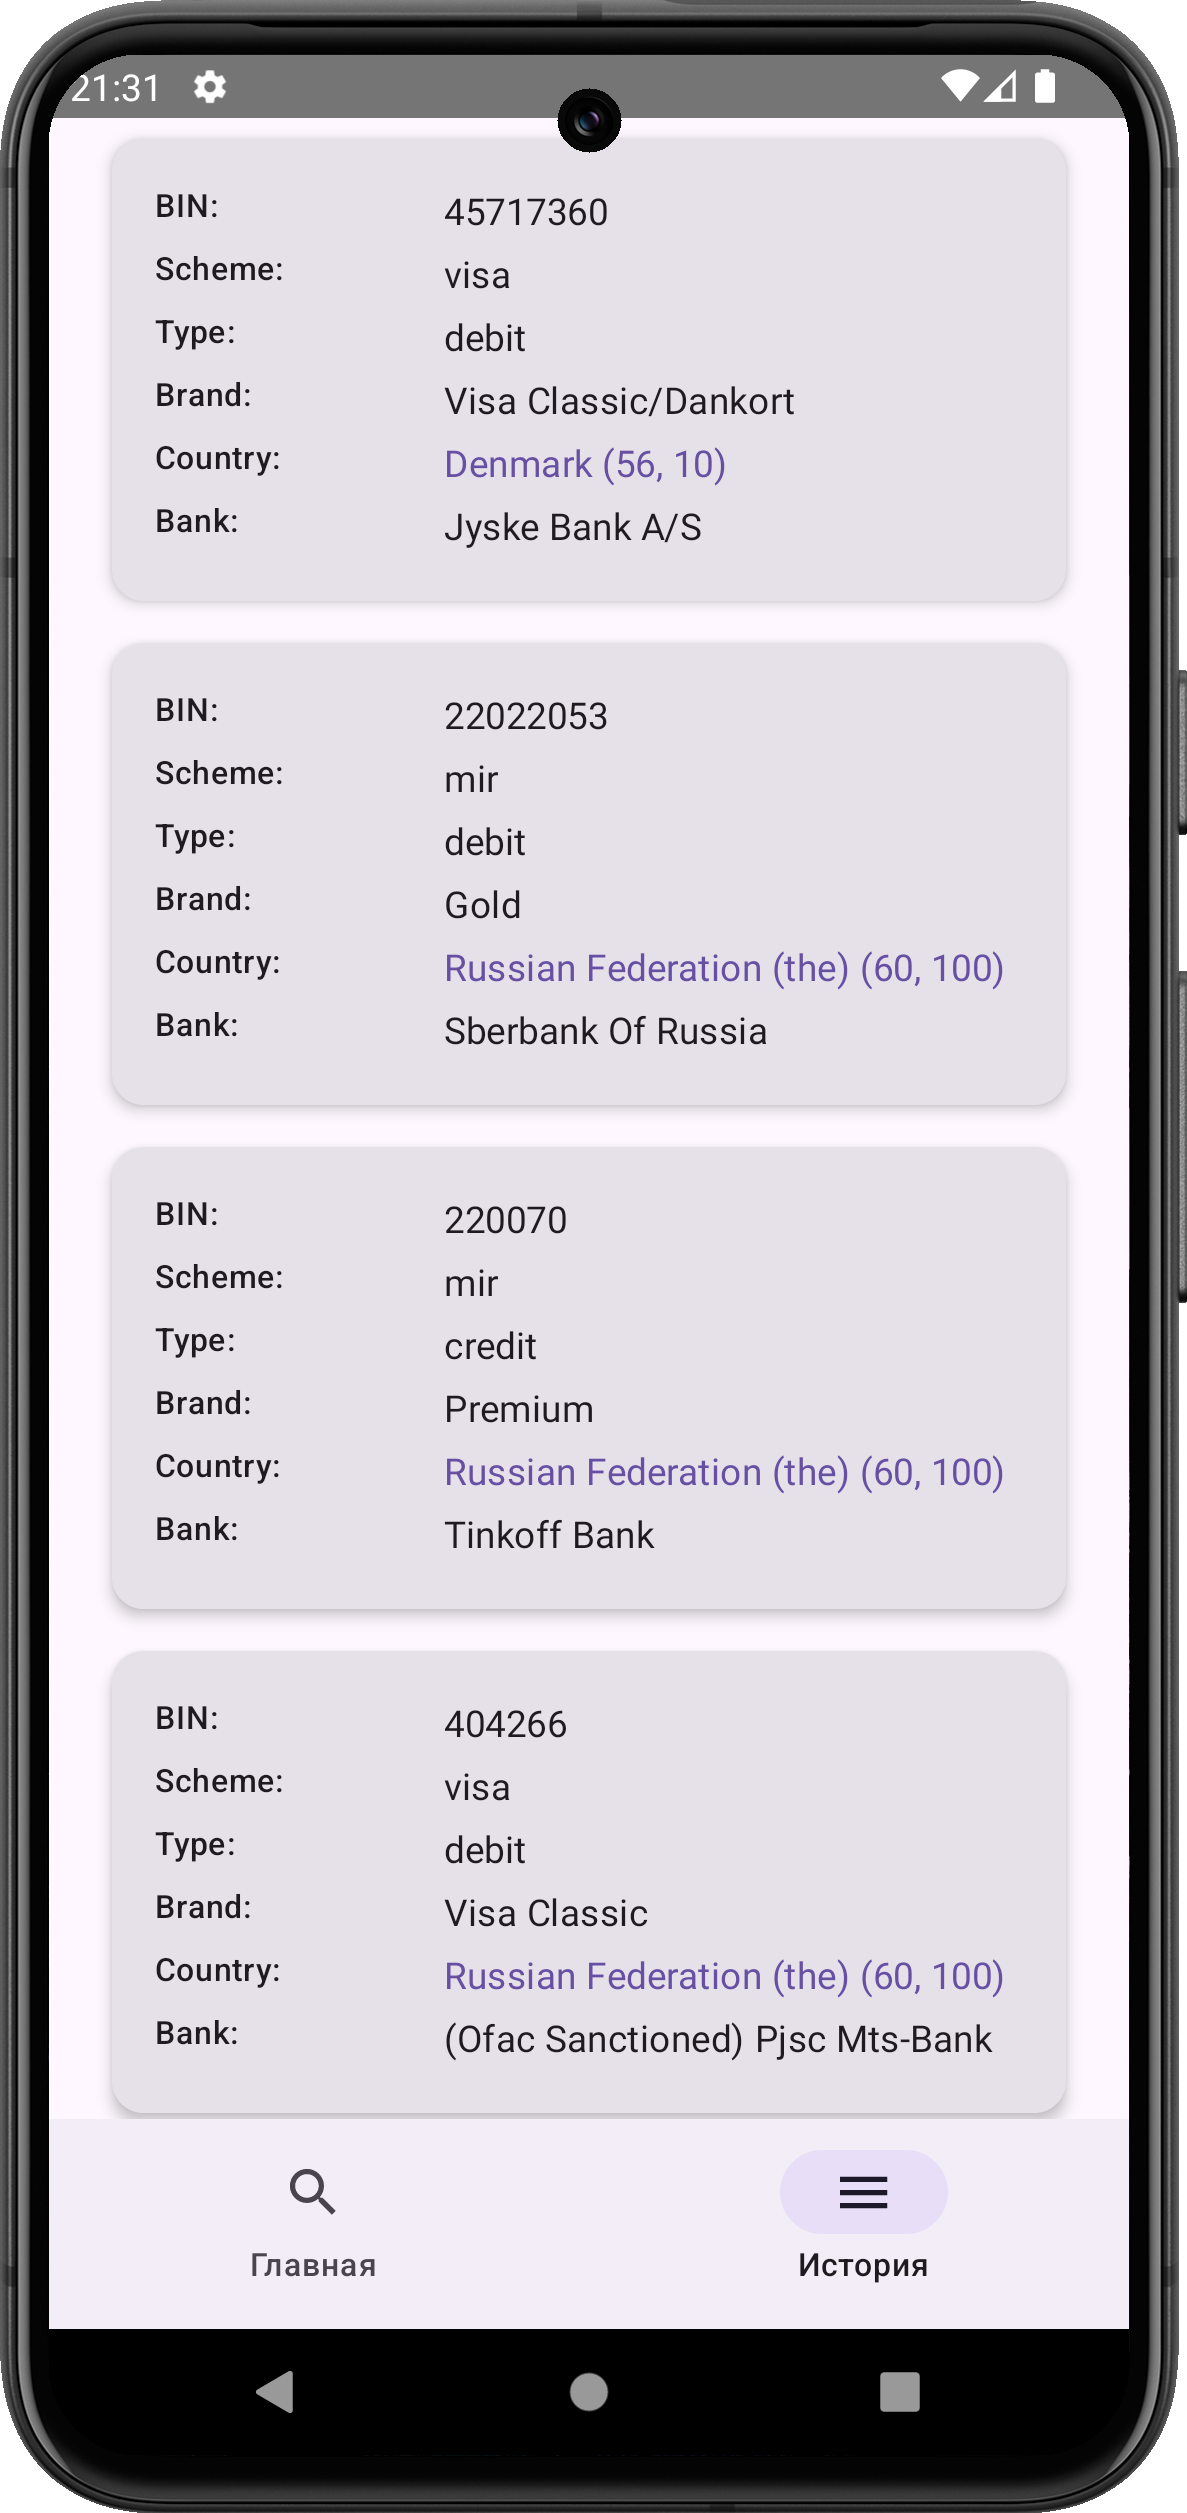 21:31
BIN: 45717360
Scheme: visa
Type: debit
Brand: Visa Classic/Dankort
Country: Denmark (56, 10)
Bank: Jyske Bank A/S
BIN: 22022053
Scheme: mir
Type: debit
Brand: Gold
Country: Russian Federation (the) (60, 100)
Bank: Sberbank Of Russia
BIN: 220070
Scheme: mir
Type: credit
Brand: Premium
Country: Russian Federation (the) (60, 100)
Bank: Tinkoff Bank
BIN: 404266
Scheme: visa
Type: debit
Brand: Visa Classic
Country: Russian Federation (the) (60, 100)
Bank: (Ofac Sanctioned) Pjsc Mts-Bank
Главная История